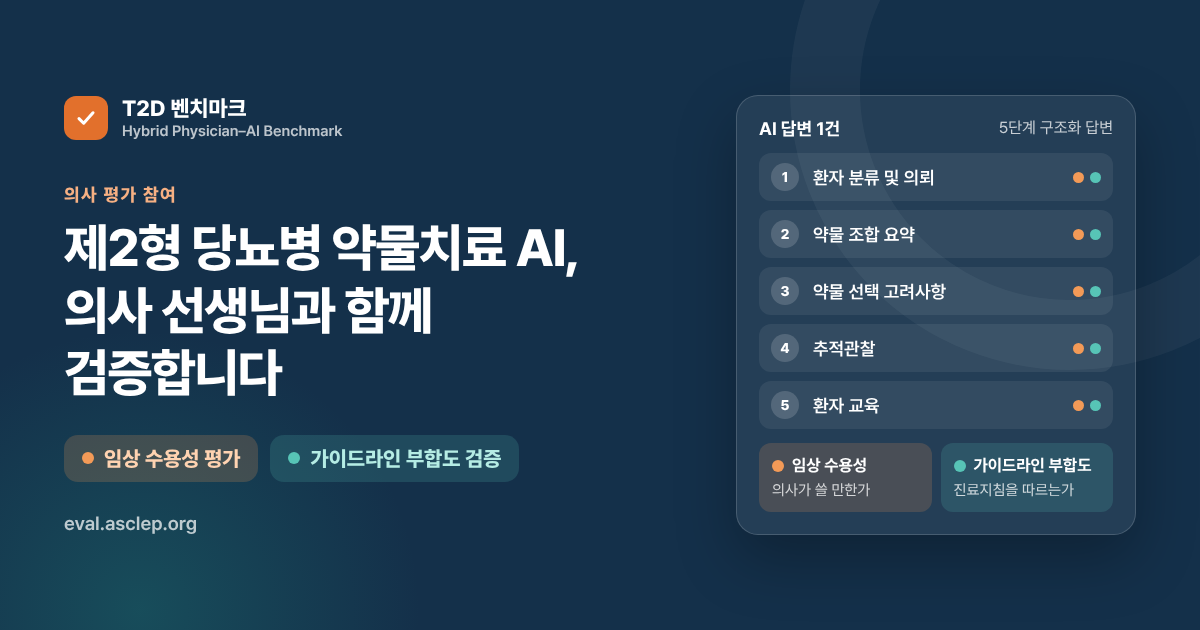 T2D 벤치마크
Hybrid Physician–AI Benchmark
의사 평가 참여
제2형 당뇨병 약물치료 AI,
의사 선생님과 함께
검증합니다
임상 수용성 평가
가이드라인 부합도 검증
eval.asclep.org
AI 답변 1건
5단계 구조화 답변
1 환자 분류 및 의뢰
2 약물 조합 요약
3 약물 선택 고려사항
4 추적관찰
5 환자 교육
임상 수용성
의사가 쓸 만한가
가이드라인 부합도
진료지침을 따르는가